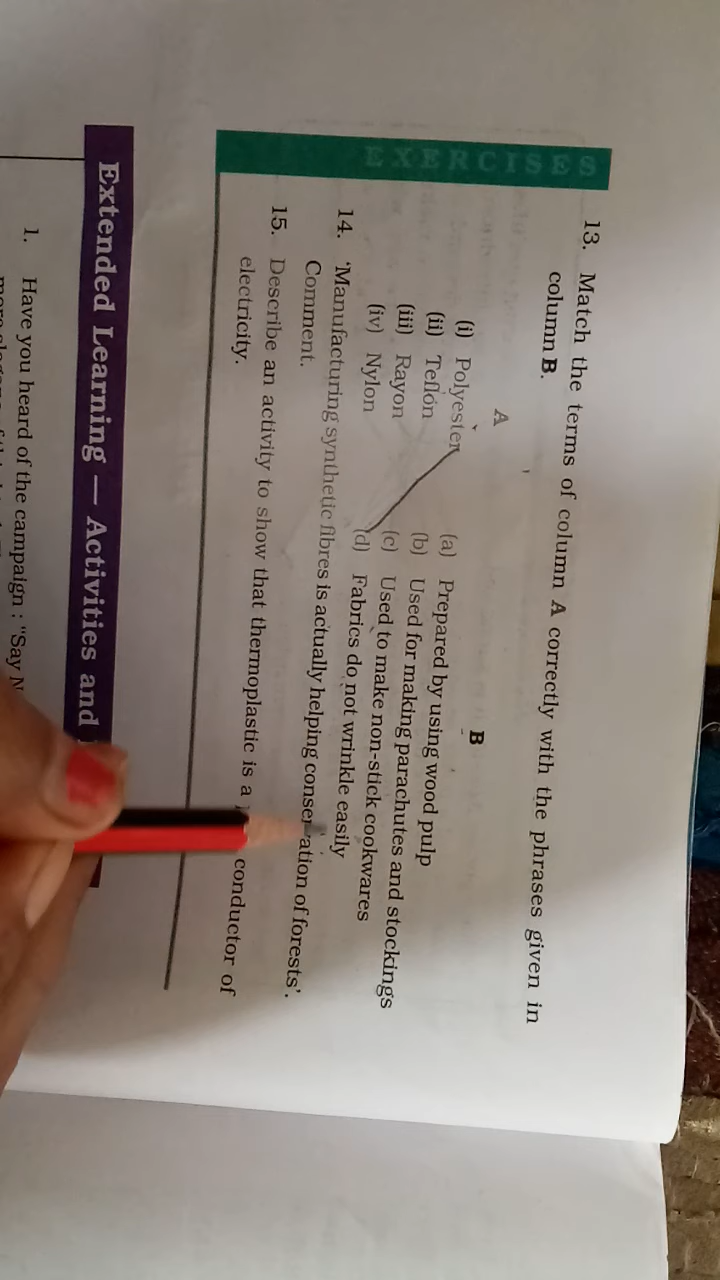 EXERCISES
13. Match the terms of column A correctly with the phrases given in
column B.
A B
(i) Polyester (a) Prepared by using wood pulp
(ii) Teflon (b) Used for making parachutes and stockings
(iii) Rayon (c) Used to make non-stick cookwares
(iv) Nylon (d) Fabrics do not wrinkle easily
14. 'Manufacturing synthetic fibres is actually helping conservation of forests'.
Comment.
15. Describe an activity to show that thermoplastic is a conductor of
electricity.
Extended Learning — Activities and
1. Have you heard of the campaign : "Say